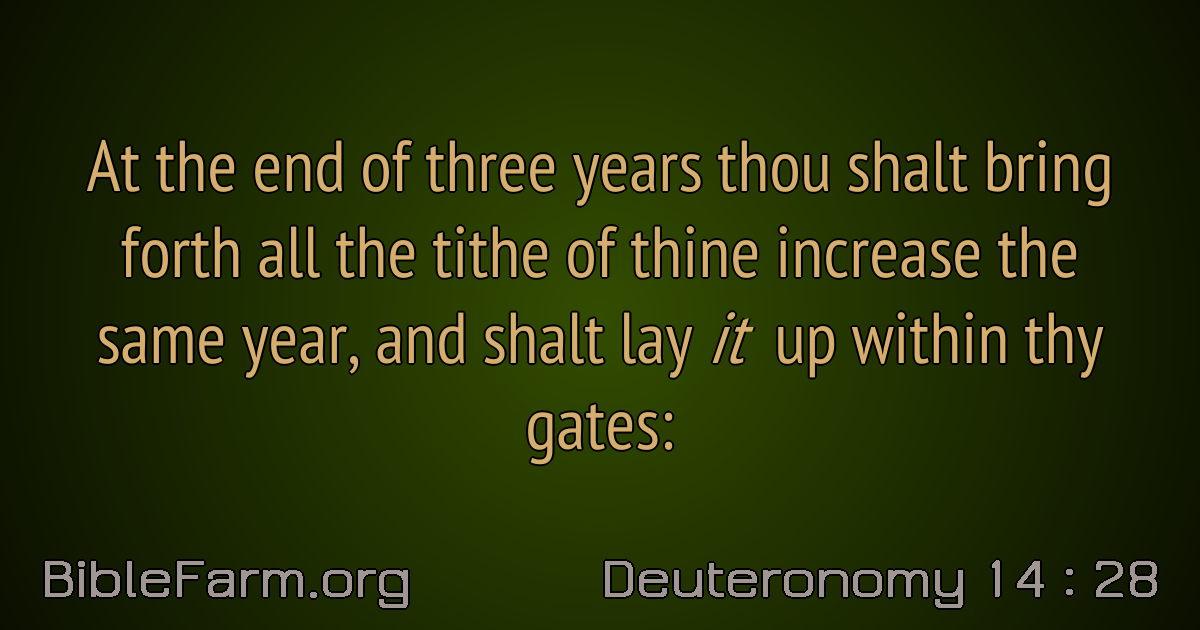 At the end of three years thou shalt bring
forth all the tithe of thine increase the
same year, and shalt lay it up within thy
gates:
BibleFarm.org
Deuteronomy 14 : 28